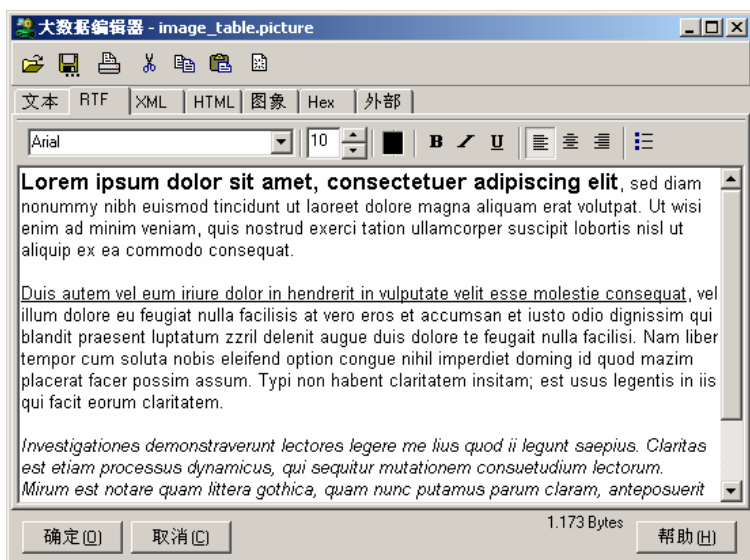 大数据编辑器 - image_table.picture
文本 RTF XML HTML 图象 Hex 外部
Arial 10 B I U
Lorem ipsum dolor sit amet, consectetuer adipiscing elit, sed diam
nonummy nibh euismod tincidunt ut laoreet dolore magna aliquam erat volutpat. Ut wisi
enim ad minim veniam, quis nostrud exerci tation ullamcorper suscipit lobortis nisl ut
aliquip ex ea commodo consequat.
Duis autem vel eum iriure dolor in hendrerit in vulputate velit esse molestie consequat, vel
illum dolore eu feugiat nulla facilisis at vero eros et accumsan et iusto odio dignissim qui
blandit praesent luptatum zzril delenit augue duis dolore te feugait nulla facilisi. Nam liber
tempor cum soluta nobis eleifend option congue nihil imperdiet doming id quod mazim
placerat facer possim assum. Typi non habent claritatem insitam; est usus legentis in iis
qui facit eorum claritatem.
Investigationes demonstraverunt lectores legere me lius quod ii legunt saepius. Claritas
est etiam processus dynamicus, qui sequitur mutationem consuetudium lectorum.
Mirum est notare quam littera gothica, quam nunc putamus parum claram, anteposuerit
1.173 Bytes
确定(O) 取消(C) 帮助(H)